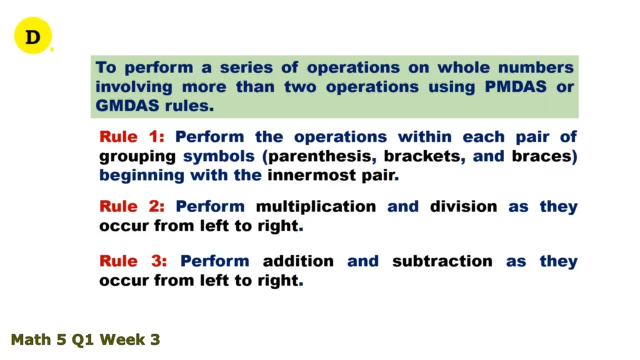 D
To perform a series of operations on whole numbers
involving more than two operations using PMDAS or
GMDAS rules.
Rule 1: Perform the operations within each pair of
grouping symbols (parenthesis, brackets, and braces)
beginning with the innermost pair.
Rule 2: Perform multiplication and division as they
occur from left to right.
Rule 3: Perform addition and subtraction as they
occur from left to right.
Math 5 Q1 Week 3